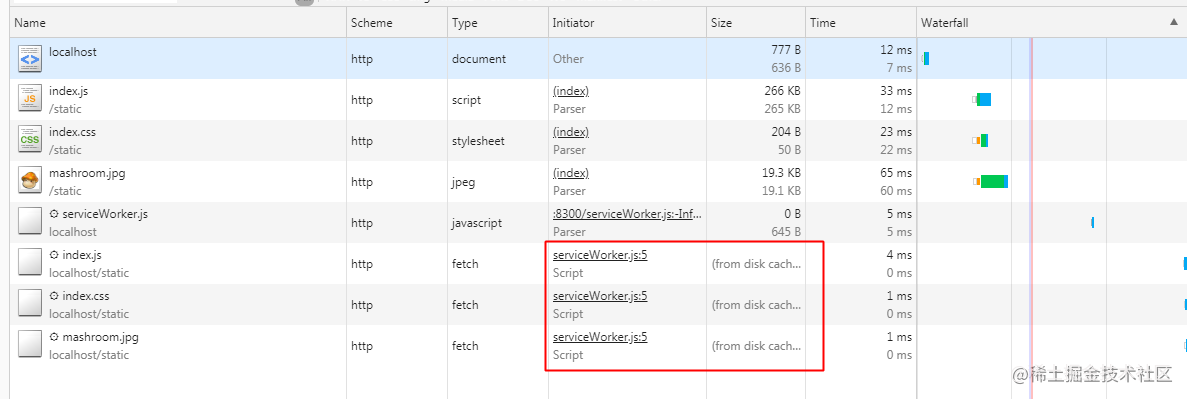 Name Scheme Type Initiator Size Time Waterfall
localhost http document Other 777 B 12 ms
636 B 7 ms
index.js http script (index) 266 KB 33 ms
/static Parser 265 KB 12 ms
index.css http stylesheet (index) 204 B 23 ms
/static Parser 50 B 22 ms
mashroom.jpg http jpeg (index) 19.3 KB 65 ms
/static Parser 19.1 KB 60 ms
serviceWorker.js http javascript :8300/serviceWorker.js:-Inf... 0 B 5 ms
localhost Parser 645 B 5 ms
index.js http fetch serviceWorker.js:5 (from disk cach... 4 ms
localhost/static Script 0 ms
index.css http fetch serviceWorker.js:5 (from disk cach... 1 ms
localhost/static Script 0 ms
mashroom.jpg http fetch serviceWorker.js:5 (from disk cach... 1 ms
localhost/static Script 0 ms
@稀土掘金技术社区